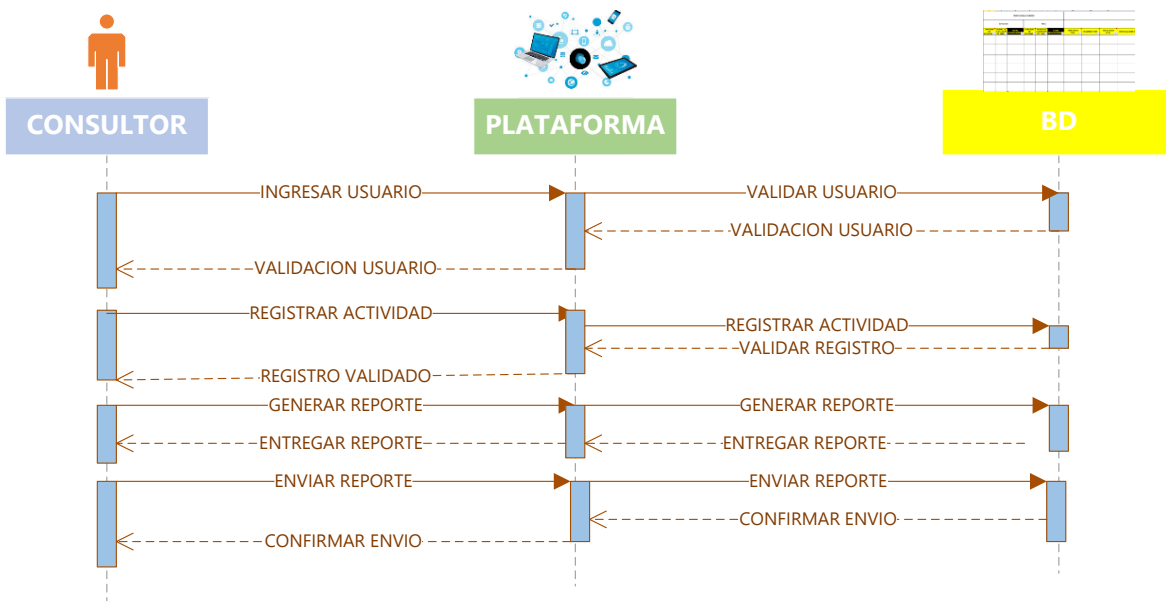 CONSULTOR
PLATAFORMA
BD
INGRESAR USUARIO
VALIDAR USUARIO
VALIDACION USUARIO
VALIDACION USUARIO
REGISTRAR ACTIVIDAD
REGISTRAR ACTIVIDAD
VALIDAR REGISTRO
REGISTRO VALIDADO
GENERAR REPORTE
GENERAR REPORTE
ENTREGAR REPORTE
ENTREGAR REPORTE
ENVIAR REPORTE
ENVIAR REPORTE
CONFIRMAR ENVIO
CONFIRMAR ENVIO